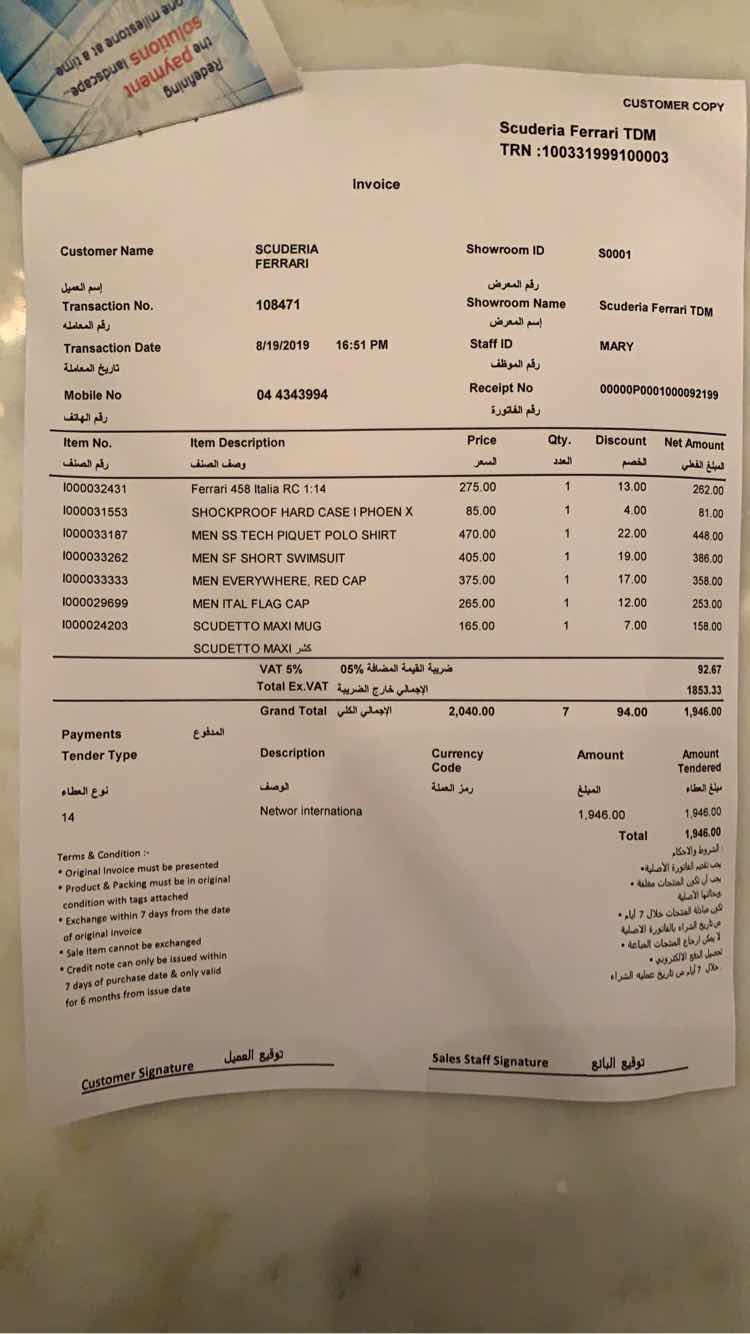 one milestone at a time
solutions landscape...
the payment
Redefining
CUSTOMER COPY
Scuderia Ferrari TDM
TRN :100331999100003
Invoice
Customer Name SCUDERIA FERRARI Showroom ID S0001
إسم العميل رقم المعرض
Transaction No. 108471 Showroom Name Scuderia Ferrari TDM
رقم المعاملة إسم المعرض
Transaction Date 8/19/2019 16:51 PM Staff ID MARY
تاريخ المعاملة رقم الموظف
Mobile No 04 4343994 Receipt No 00000P0001000092199
رقم الهاتف رقم الفاتورة
Item No. Item Description Price Qty. Discount Net Amount
رقم الصنف وصف الصنف السعر العدد الخصم المبلغ الفعلي
I000032431 Ferrari 458 Italia RC 1:14 275.00 1 13.00 262.00
I000031553 SHOCKPROOF HARD CASE I PHOEN X 85.00 1 4.00 81.00
I000033187 MEN SS TECH PIQUET POLO SHIRT 470.00 1 22.00 448.00
I000033262 MEN SF SHORT SWIMSUIT 405.00 1 19.00 386.00
I000033333 MEN EVERYWHERE, RED CAP 375.00 1 17.00 358.00
I000029699 MEN ITAL FLAG CAP 265.00 1 12.00 253.00
I000024203 SCUDETTO MAXI MUG 165.00 1 7.00 158.00
SCUDETTO MAXI كلر
VAT 5% ضريبة القيمة المضافة 05% 92.67
Total Ex.VAT الإجمالي خارج الضريبة 1853.33
Grand Total الإجمالي الكلي 2,040.00 7 94.00 1,946.00
Payments المدفوع
Tender Type Description Currency Code Amount Amount Tendered
نوع العطاء الوصف رمز العملة المبلغ مبلغ العطاء
14 Networ internationa 1,946.00 1,946.00
Total 1,946.00
Terms & Condition :-
* Original Invoice must be presented
* Product & Packing must be in original
condition with tags attached
* Exchange within 7 days from the date
of original Invoice
* Sale Item cannot be exchanged
* Credit note can only be issued within
7 days of purchase date & only valid
for 6 months from issue date
الشروط والاحكام :
• يجب تقديم الفاتورة الأصلية
• يجب أن تكون المنتجات مغلفة
وبحالتها الأصلية
• تكون مبادلة المنتجات خلال 7 أيام
من تاريخ الشراء بالفاتورة الاصلية
• لا يمكن ارجاع المنتجات المباعة
• تحصيل الدفع الالكتروني
خلال 7 أيام من تاريخ عملية الشراء.
Customer Signature توقيع العميل Sales Staff Signature توقيع البائع